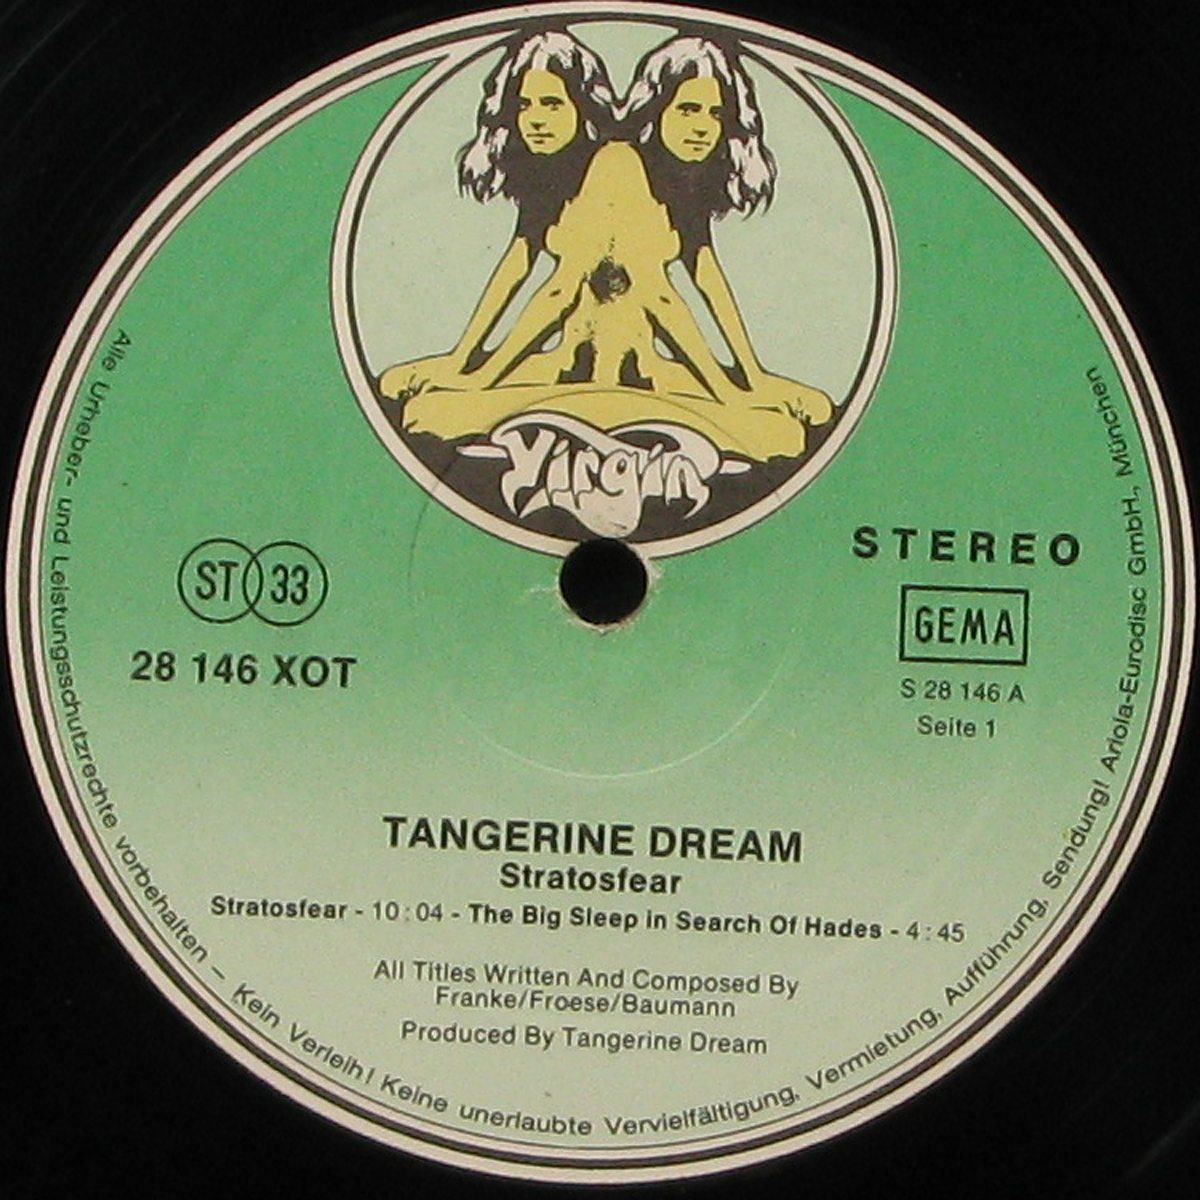 Virgin
STEREO
ST 33
GEMA
28 146 XOT
S 28 146 A
Seite 1
TANGERINE DREAM
Stratosfear
Stratosfear - 10:04 - The Big Sleep in Search Of Hades - 4:45
All Titles Written And Composed By
Franke/Froese/Baumann
Produced By Tangerine Dream
Alle Urheber- und Leistungsschutzrechte vorbehalten – Kein Verleih! Keine unerlaubte Vervielfältigung, Vermietung, Aufführung, Sendung! Ariola-Eurodisc GmbH., München